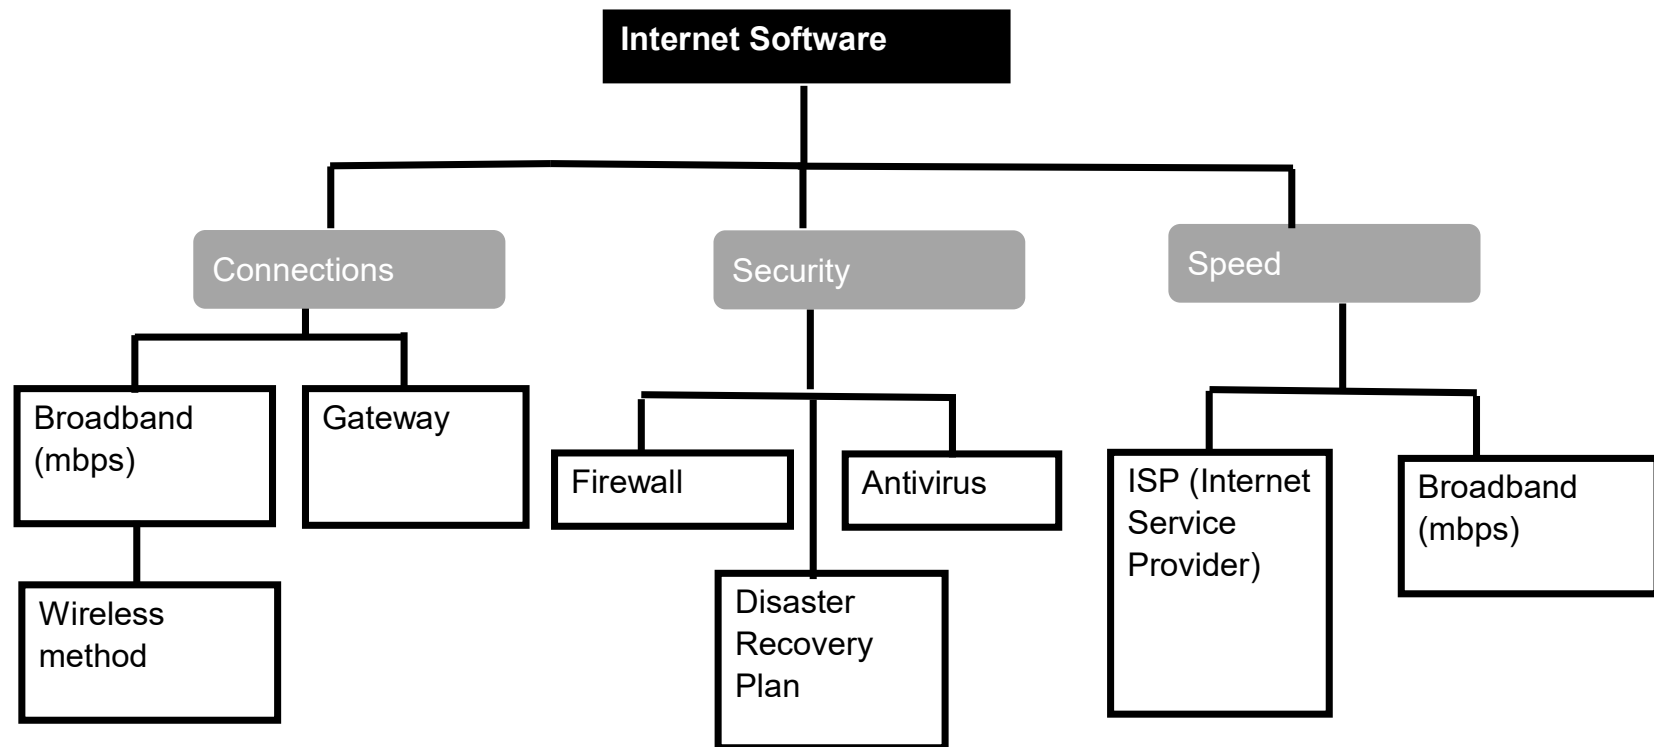 Internet Software
Connections
Security
Speed
Broadband
(mbps)
Gateway
Firewall
Antivirus
ISP (Internet
Service
Provider)
Broadband
(mbps)
Wireless
method
Disaster
Recovery
Plan